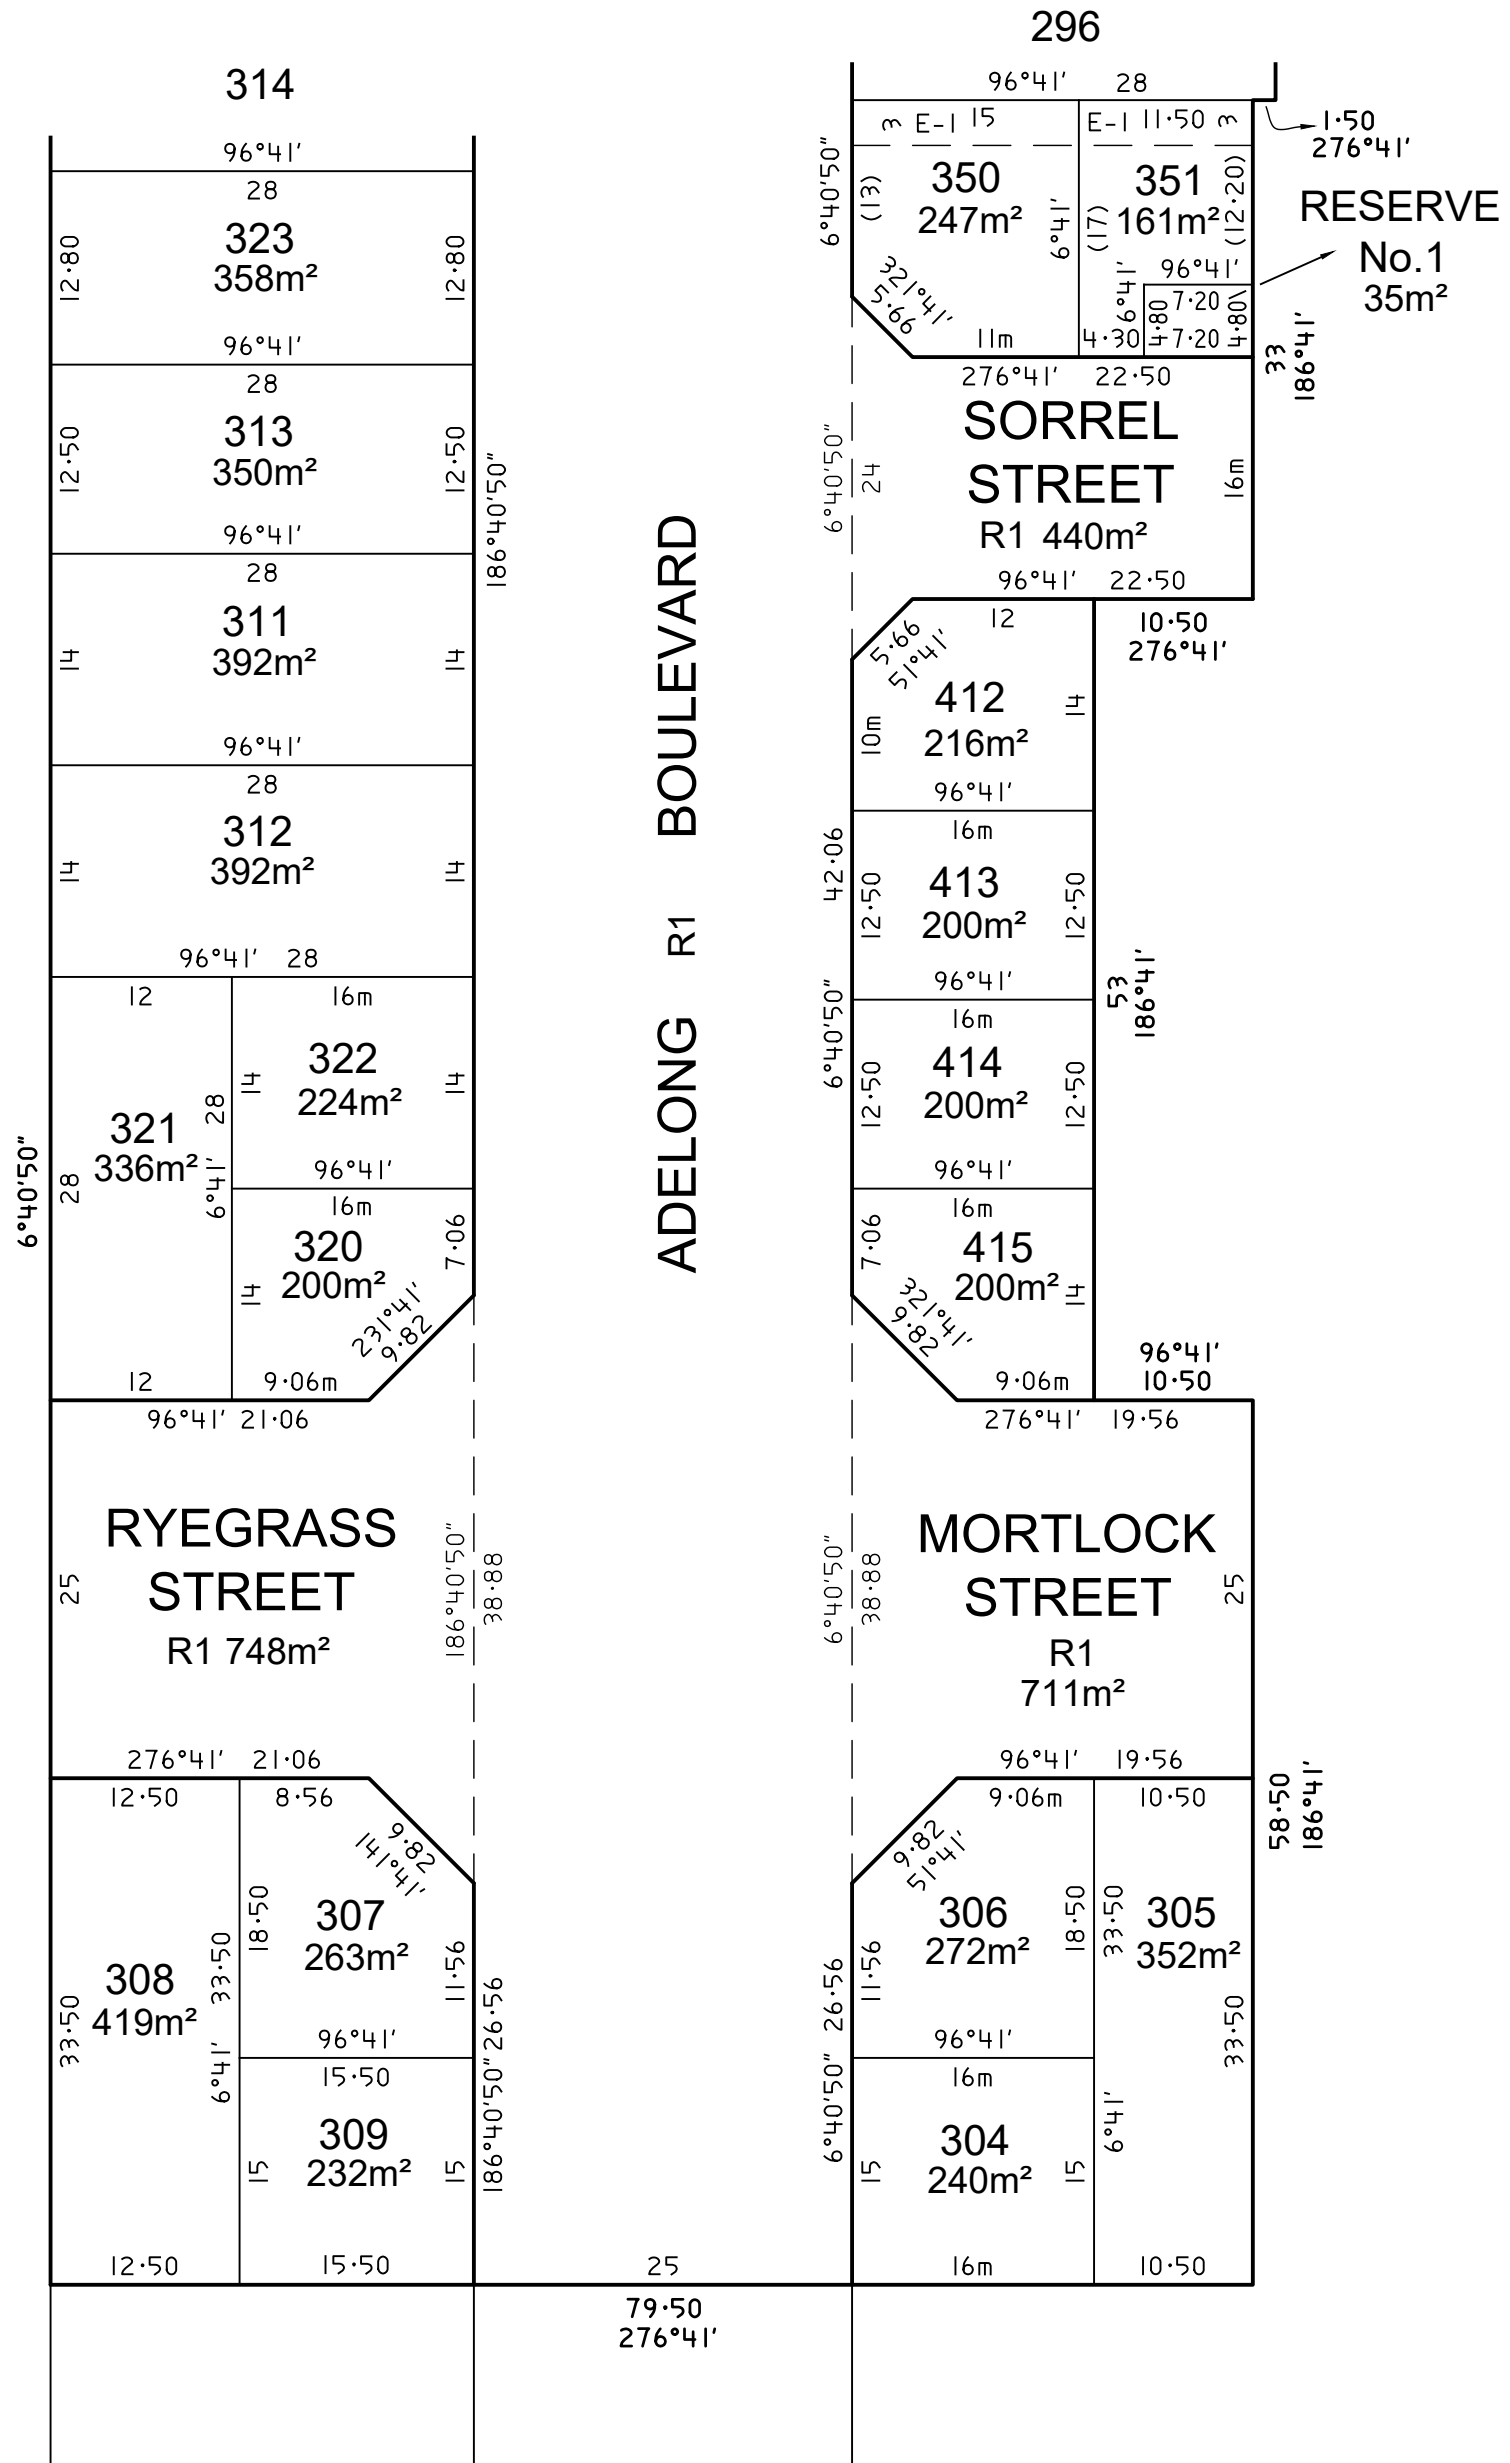 296
314
96°41' 28
3 E-1 15
E-1 11·50 3
1·50
276°41'
6°40'50"
(13)
350
247m²
6°41'
(17)
351
161m²
(12·20)
RESERVE
No.1
35m²
321°41'
5·66
6°41'
96°41'
7·20
4·80
4·80
7·20
11m
4·30
33
186°41'
276°41' 22·50
SORREL
STREET
R1 440m²
6°40'50"
24
16m
96°41' 22·50
10·50
276°41'
96°41'
28
323
358m²
12·80
12·80
96°41'
28
313
350m²
12·50
12·50
186°40'50"
96°41'
28
311
392m²
14
14
96°41'
28
312
392m²
14
14
96°41' 28
12
16m
322
224m²
14
14
321
336m²
28
28
6°41'
6°40'50"
96°41'
16m
320
200m²
14
7·06
231°41'
9·82
12
9·06m
96°41' 21·06
ADELONG R1 BOULEVARD
12
5·66
51°41'
412
216m²
10m
14
96°41'
16m
413
200m²
12·50
12·50
42·06
6°40'50"
53
186°41'
96°41'
16m
414
200m²
12·50
12·50
96°41'
16m
415
200m²
7·06
14
321°41'
9·82
9·06m
96°41'
10·50
276°41' 19·56
RYEGRASS
STREET
R1 748m²
25
186°40'50"
38·88
276°41' 21·06
6°40'50"
38·88
MORTLOCK
STREET
R1
711m²
25
96°41' 19·56
58·50
186°41'
12·50
8·56
9·82
141°41'
307
263m²
18·50
11·56
308
419m²
33·50
33·50
6°41'
96°41'
15·50
309
232m²
15
15
186°40'50" 26·56
12·50
15·50
9·06m
10·50
9·82
51°41'
306
272m²
11·56
18·50
33·50
305
352m²
33·50
6°41'
96°41'
16m
304
240m²
15
15
6°40'50" 26·56
25
16m
10·50
79·50
276°41'